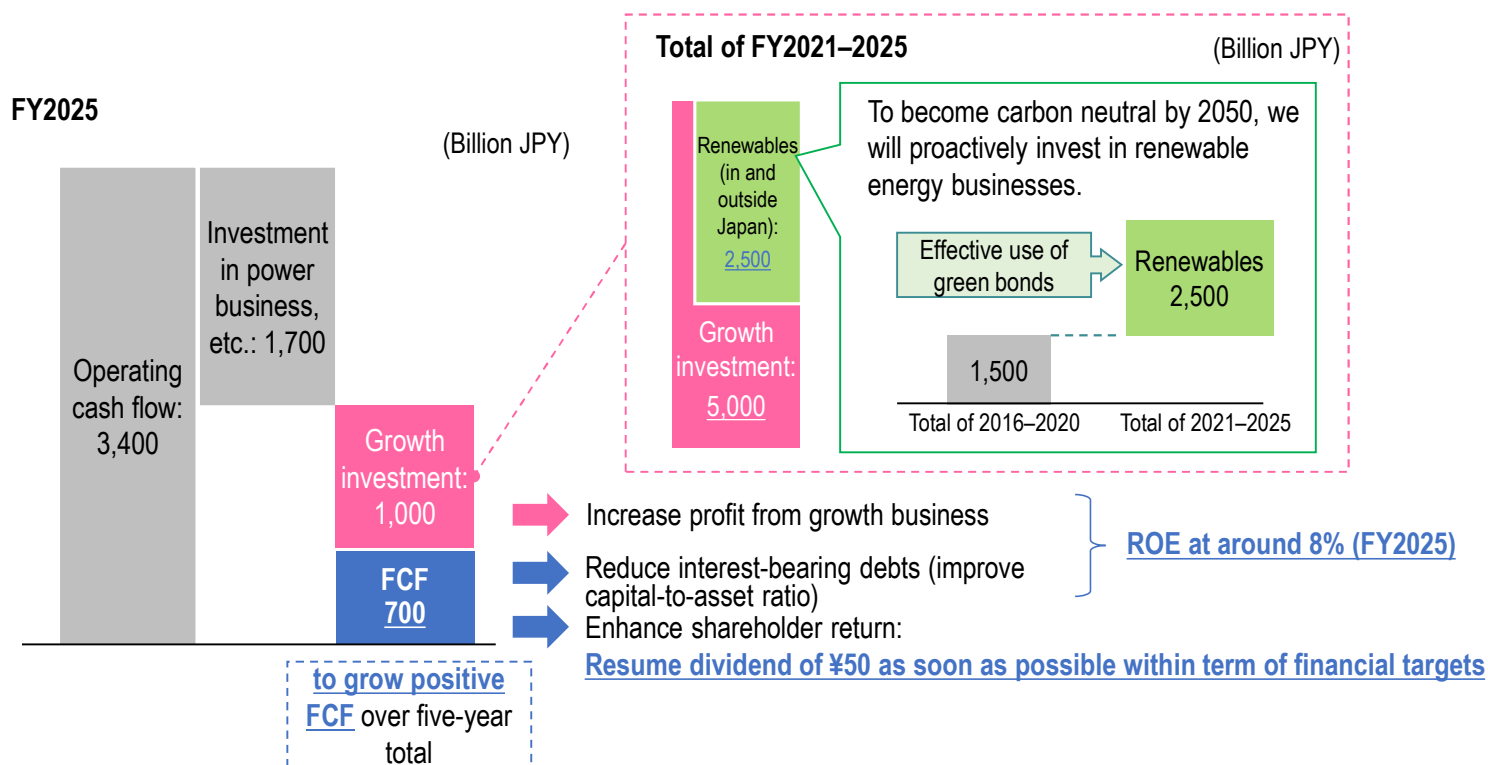 FY2025
(Billion JPY)
Operating
cash flow:
3,400
Investment
in power
business,
etc.: 1,700
Growth
investment:
1,000
FCF
700
to grow positive
FCF over five-year
total
Total of FY2021–2025
(Billion JPY)
Renewables
(in and
outside
Japan):
2,500
Growth
investment:
5,000
To become carbon neutral by 2050, we
will proactively invest in renewable
energy businesses.
Effective use of
green bonds
Renewables
2,500
1,500
Total of 2016–2020
Total of 2021–2025
Increase profit from growth business
Reduce interest-bearing debts (improve
capital-to-asset ratio)
ROE at around 8% (FY2025)
Enhance shareholder return:
Resume dividend of ¥50 as soon as possible within term of financial targets